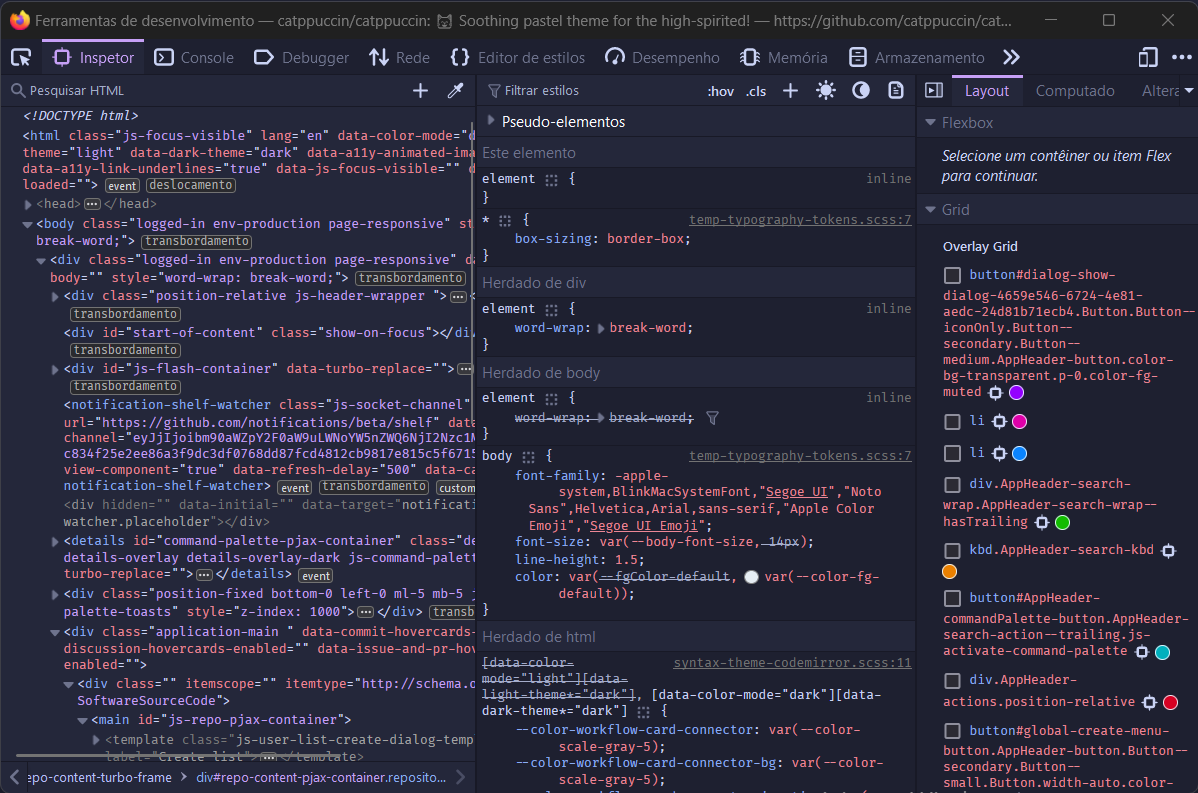 Ferramentas de desenvolvimento — catppuccin/catppuccin: 😸 Soothing pastel theme for the high-spirited! — https://github.com/catppuccin/cat...
Inspetor
Console
Debugger
Rede
Editor de estilos
Desempenho
Memória
Armazenamento
Pesquisar HTML
<!DOCTYPE html>
<html class="js-focus-visible" lang="en" data-color-mode="d
theme="light" data-dark-theme="dark" data-a11y-animated-ima
data-a11y-link-underlines="true" data-js-focus-visible="" d
loaded=""> event deslocamento
<head>⋯</head>
<body class="logged-in env-production page-responsive" st
break-word;"> transbordamento
<div class="logged-in env-production page-responsive" da
body="" style="word-wrap: break-word;"> transbordamento
<div class="position-relative js-header-wrapper ">⋯<
transbordamento
<div id="start-of-content" class="show-on-focus"></di
transbordamento
<div id="js-flash-container" data-turbo-replace="">⋯
transbordamento
<notification-shelf-watcher class="js-socket-channel"
url="https://github.com/notifications/beta/shelf" dat
channel="eyJjIjoibm90aWZpY2F0aW9uLWNoYW5nZWQ6NjI2Nzc1M
c834f25e2ee86a3f9dc3df0768dd87fcd4812cb9817e815c5f6715
view-component="true" data-refresh-delay="500" data-ca
notification-shelf-watcher> event transbordamento custom
<div hidden="" data-initial="" data-target="notificati
watcher.placeholder"></div>
<details id="command-palette-pjax-container" class="de
details-overlay details-overlay-dark js-command-palett
turbo-replace="">⋯</details> event
<div class="position-fixed bottom-0 left-0 ml-5 mb-5 j
palette-toasts" style="z-index: 1000">⋯</div> transb
<div class="application-main " data-commit-hovercards-
discussion-hovercards-enabled="" data-issue-and-pr-hov
enabled="">
<div class="" itemscope="" itemtype="http://schema.o
SoftwareSourceCode">
<main id="js-repo-pjax-container">
<template class="js-user-list-create-dialog-temp
label="Create list">⋯</template>
epo-content-turbo-frame > div#repo-content-pjax-container.reposito...
Filtrar estilos
:hov .cls
Pseudo-elementos
Este elemento
element { inline
}
* { temp-typography-tokens.scss:7
box-sizing: border-box;
}
Herdado de div
element { inline
word-wrap: break-word;
}
Herdado de body
element { inline
word-wrap: break-word;
}
body { temp-typography-tokens.scss:7
font-family: -apple-
system,BlinkMacSystemFont,"Segoe UI","Noto
Sans",Helvetica,Arial,sans-serif,"Apple Color
Emoji","Segoe UI Emoji";
font-size: var(--body-font-size, 14px);
line-height: 1.5;
color: var(--fgColor-default, var(--color-fg-
default));
}
Herdado de html
[data-color- syntax-theme-codemirror.scss:11
mode="light"][data-
light-theme*="dark"], [data-color-mode="dark"][data-
dark-theme*="dark"] {
--color-workflow-card-connector: var(--color-
scale-gray-5);
--color-workflow-card-connector-bg: var(--color-
scale-gray-5);
Layout
Computado
Altera
Flexbox
Selecione um contêiner ou item Flex
para continuar.
Grid
Overlay Grid
button#dialog-show-
dialog-4659e546-6724-4e81-
aedc-24d81b71ecb4.Button.Button--
iconOnly.Button--
secondary.Button--
medium.AppHeader-button.color-
bg-transparent.p-0.color-fg-
muted
li
li
div.AppHeader-search-
wrap.AppHeader-search-wrap--
hasTrailing
kbd.AppHeader-search-kbd
button#AppHeader-
commandPalette-button.AppHeader-
search-action--trailing.js-
activate-command-palette
div.AppHeader-
actions.position-relative
button#global-create-menu-
button.AppHeader-button.Button--
secondary.Button--
small.Button.width-auto.color-